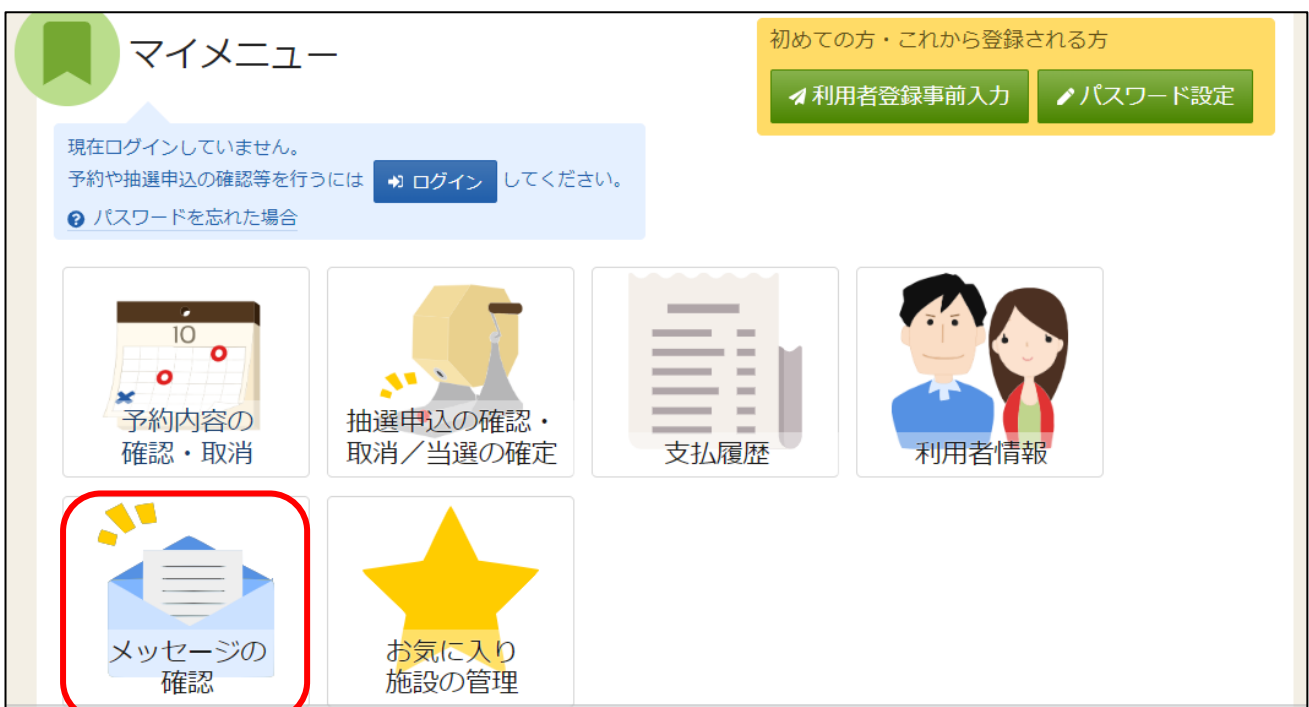 マイメニュー
初めての方・これから登録される方
利用者登録事前入力
パスワード設定
現在ログインしていません。
予約や抽選申込の確認等を行うには ログイン してください。
パスワードを忘れた場合
10
予約内容の
確認・取消
抽選申込の確認・
取消／当選の確定
支払履歴
利用者情報
メッセージの
確認
お気に入り
施設の管理